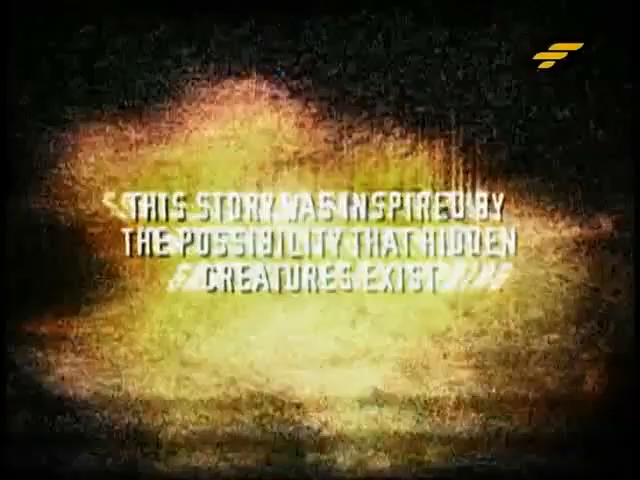 THIS STORY WAS INSPIRED BY
THE POSSIBILITY THAT HIDDEN
CREATURES EXIST